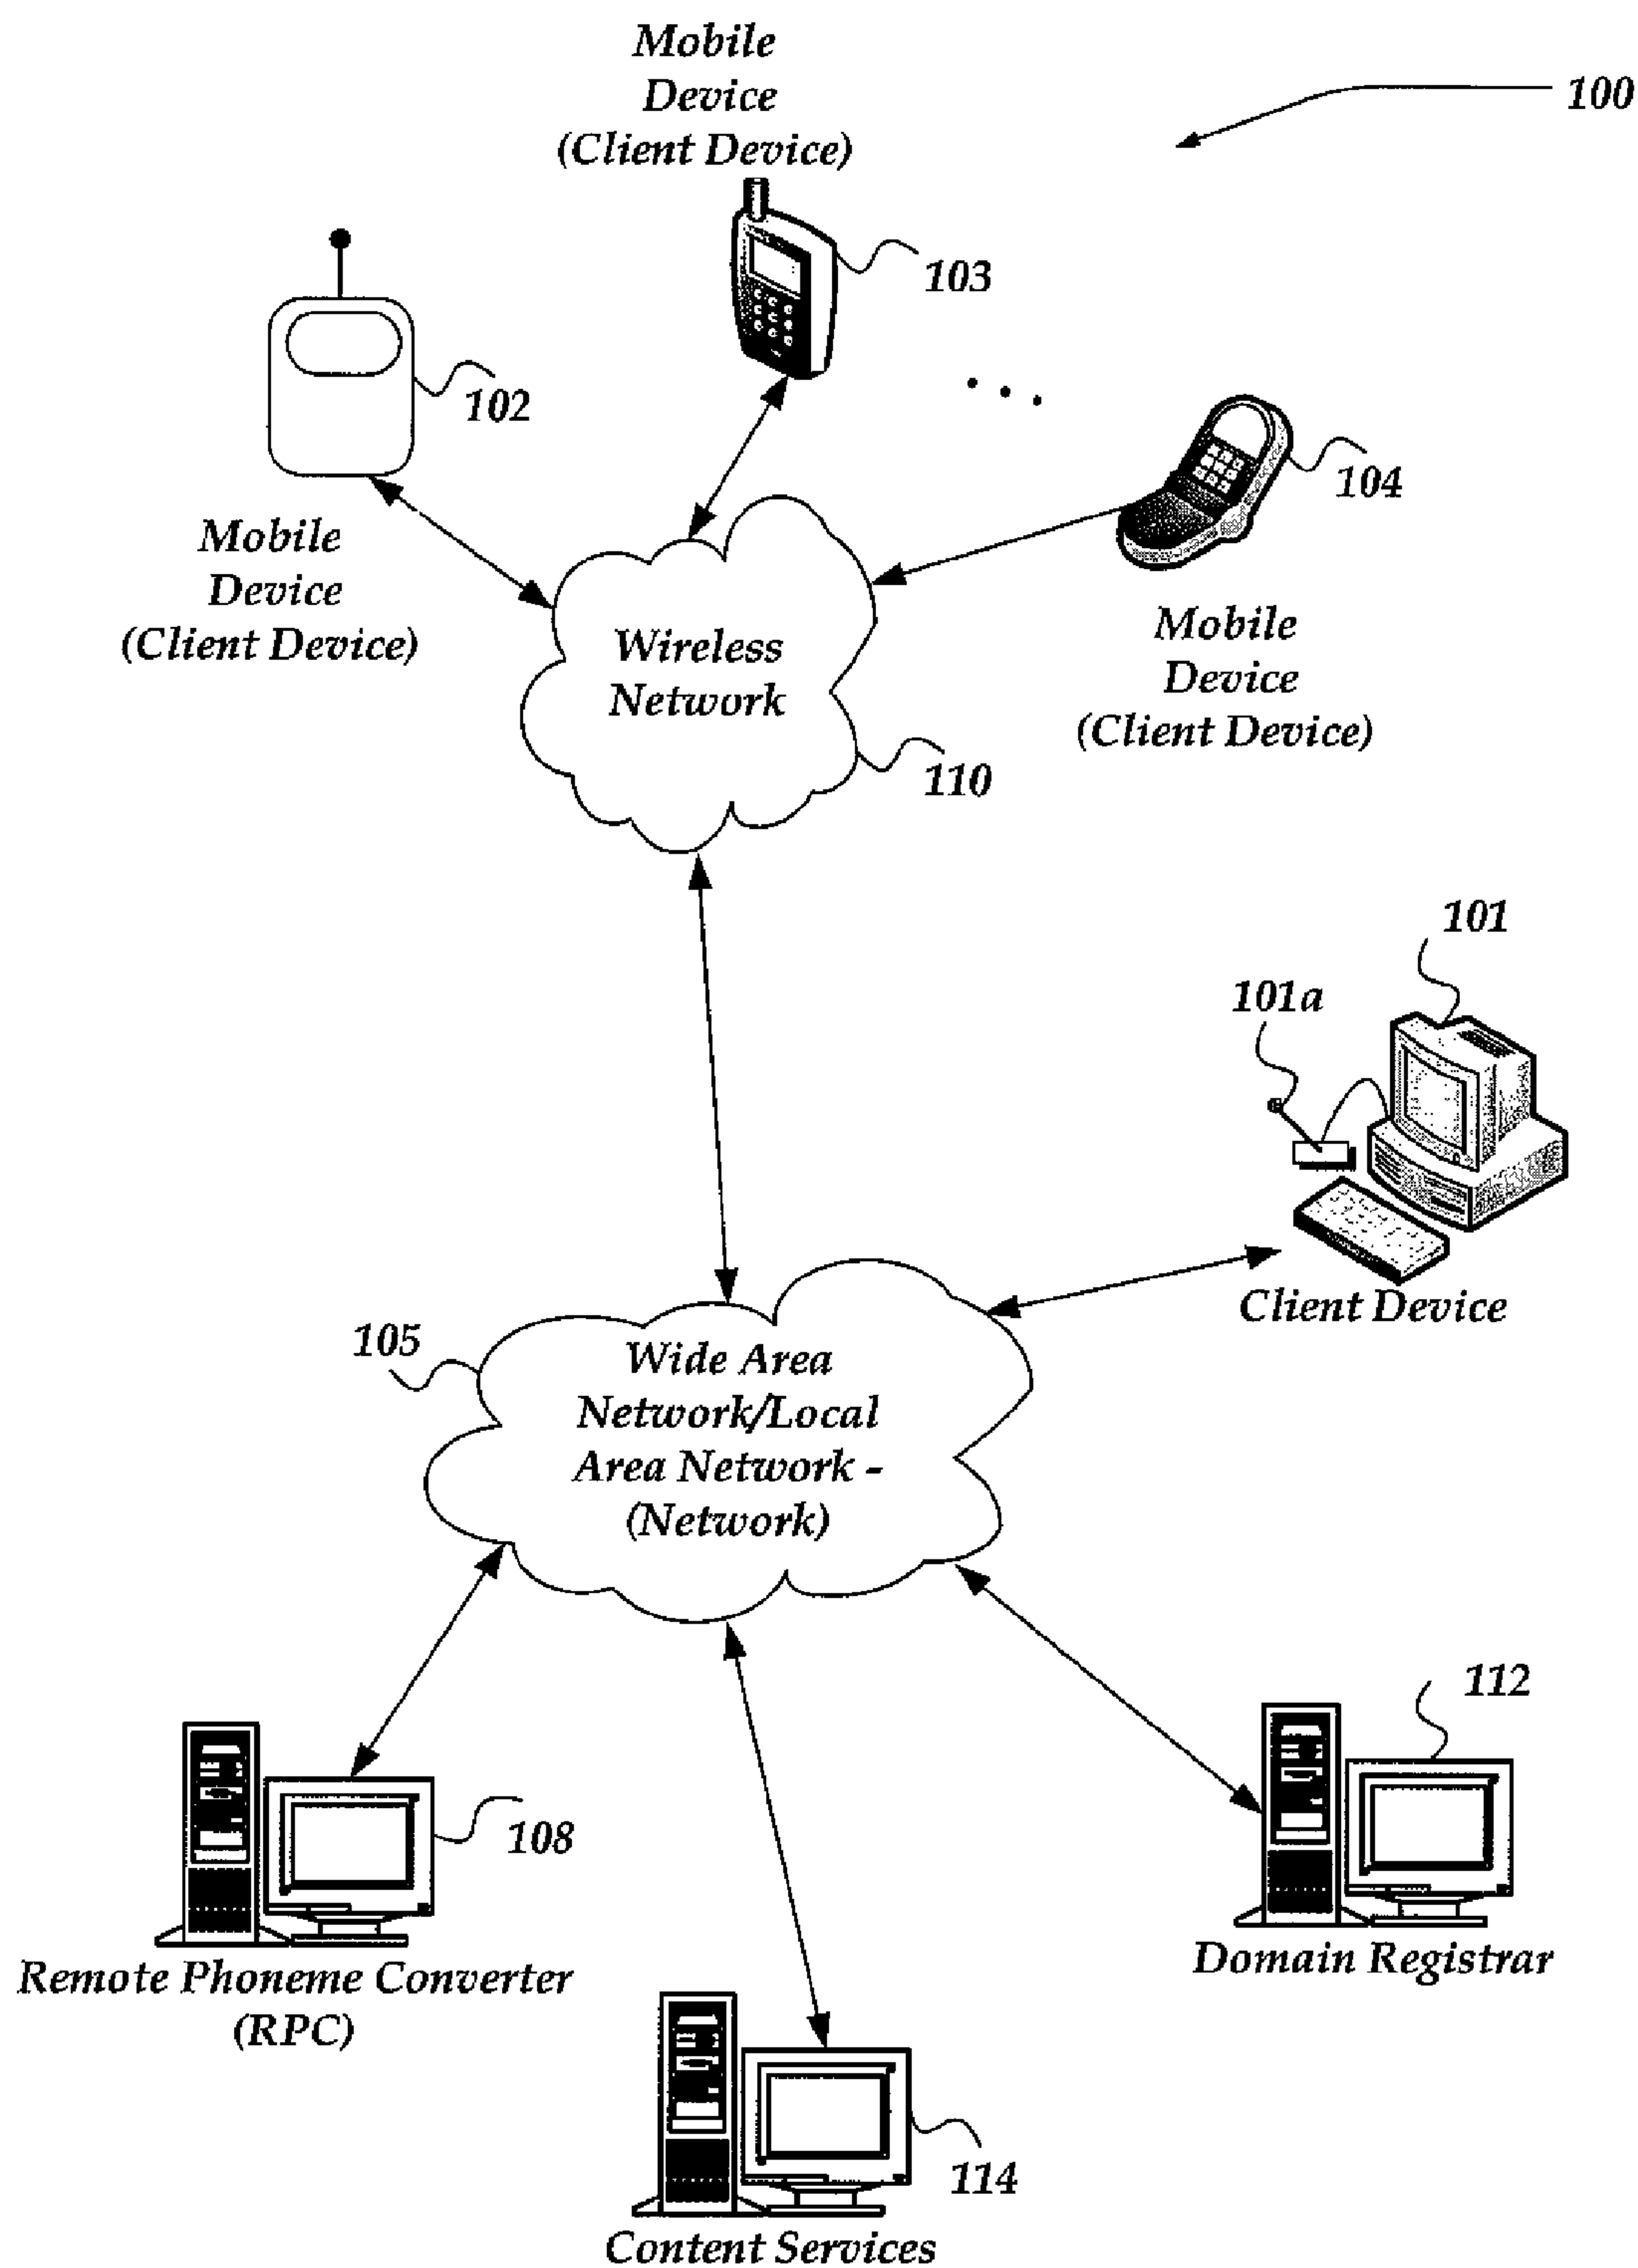 Mobile
Device
(Client Device)
100
103
102
104
Mobile
Device
(Client Device)
Mobile
Device
(Client Device)
Wireless
Network
110
101
101a
Client Device
105
Wide Area
Network/Local
Area Network -
(Network)
112
108
Domain Registrar
Remote Phoneme Converter
(RPC)
114
Content Services